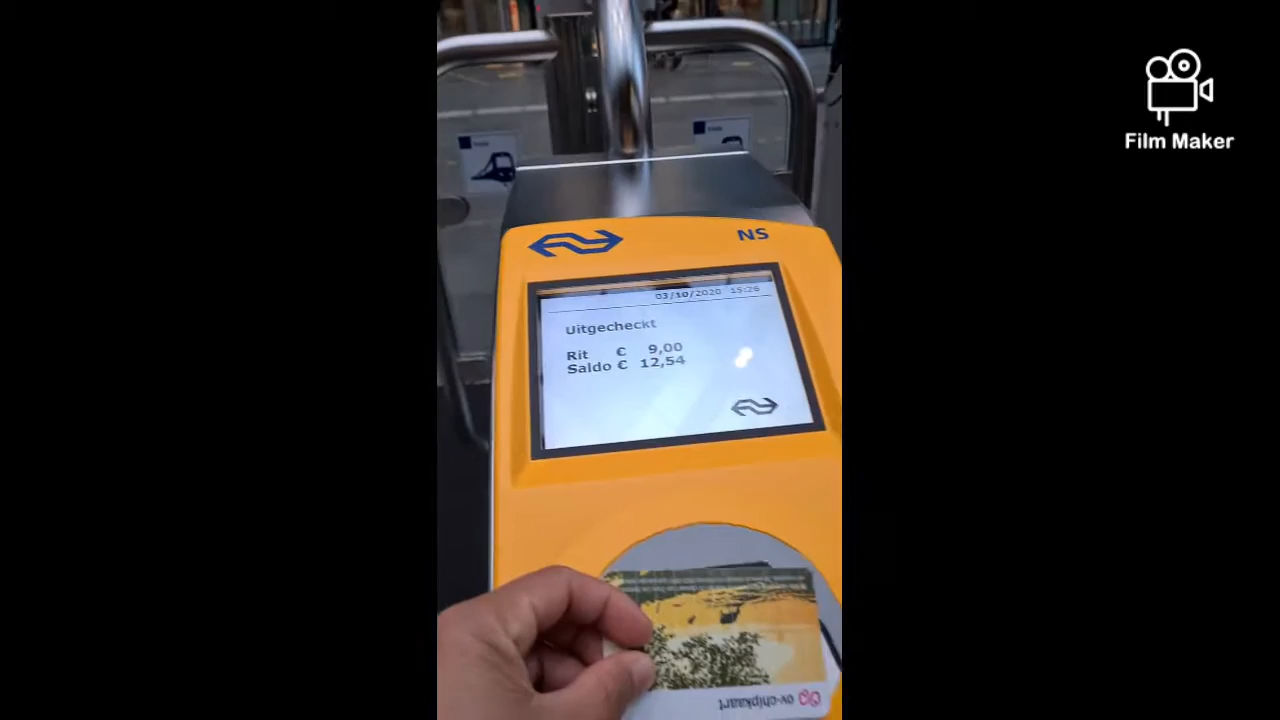 Film Maker
NS
03/10/2020 15:26
Uitgecheckt
Rit € 9,00
Saldo € 12,54
ov-chipkaart